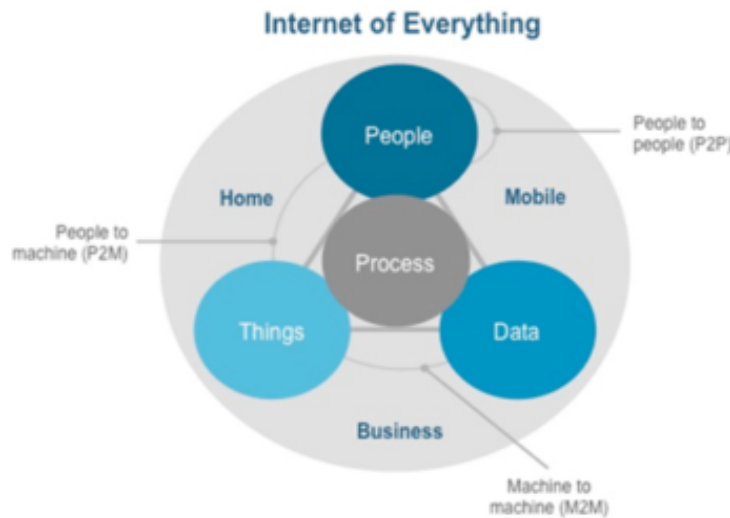 Internet of Everything
People
People to
people (P2P)
Home
Mobile
People to
machine (P2M)
Process
Things
Data
Business
Machine to
machine (M2M)